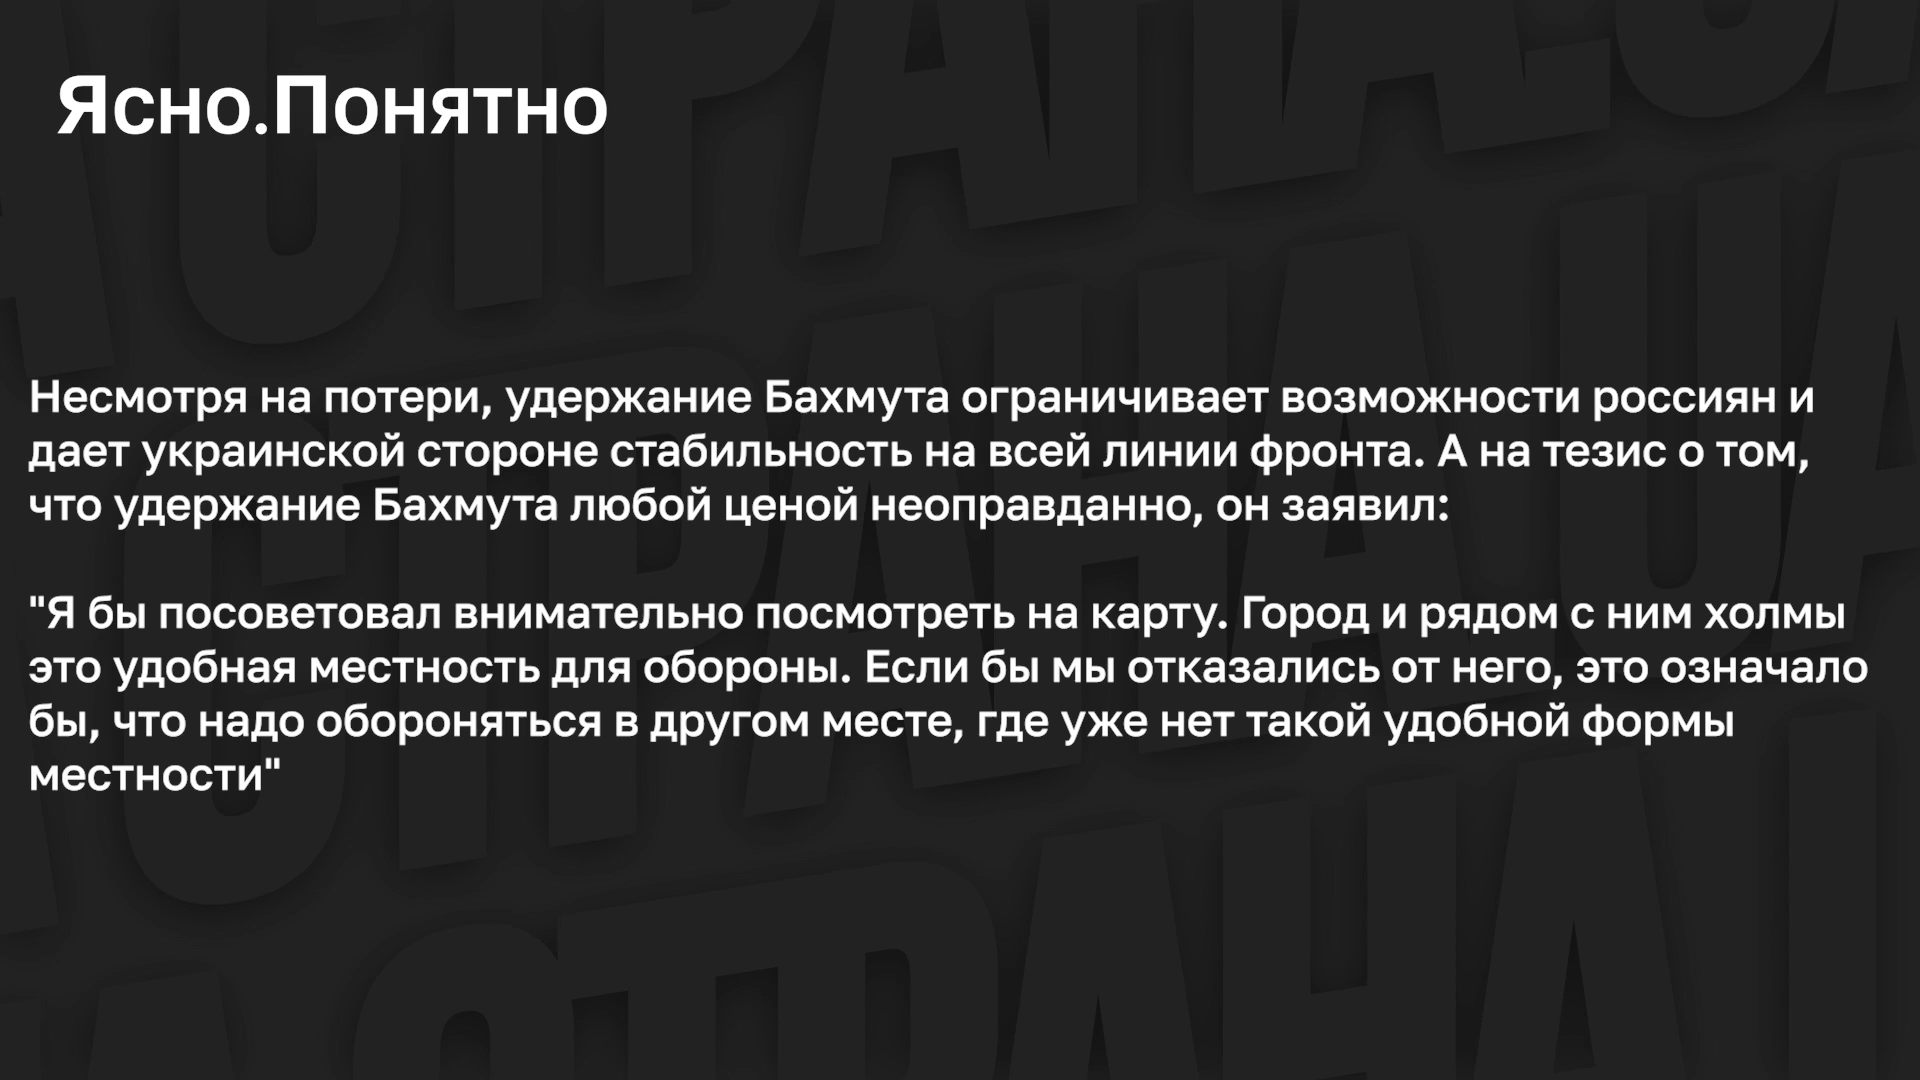 Ясно.Понятно
Несмотря на потери, удержание Бахмута ограничивает возможности россиян и
дает украинской стороне стабильность на всей линии фронта. А на тезис о том,
что удержание Бахмута любой ценой неоправданно, он заявил:
"Я бы посоветовал внимательно посмотреть на карту. Город и рядом с ним холмы
это удобная местность для обороны. Если бы мы отказались от него, это означало
бы, что надо обороняться в другом месте, где уже нет такой удобной формы
местности"